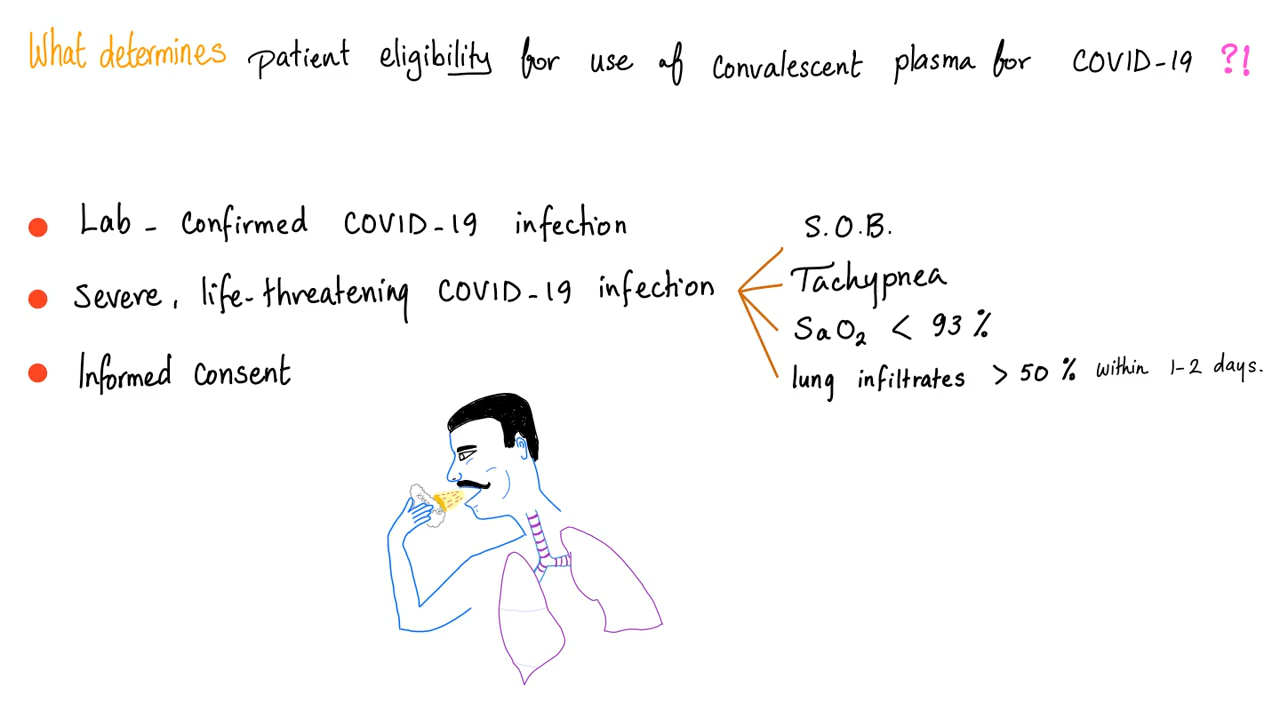 What determines patient eligibility for use of convalescent plasma for COVID-19 ?!
Lab - confirmed COVID-19 infection
Severe, life-threatening COVID-19 infection
Informed consent
S.O.B.
Tachypnea
SaO₂ < 93 %
lung infiltrates > 50 % within 1-2 days.